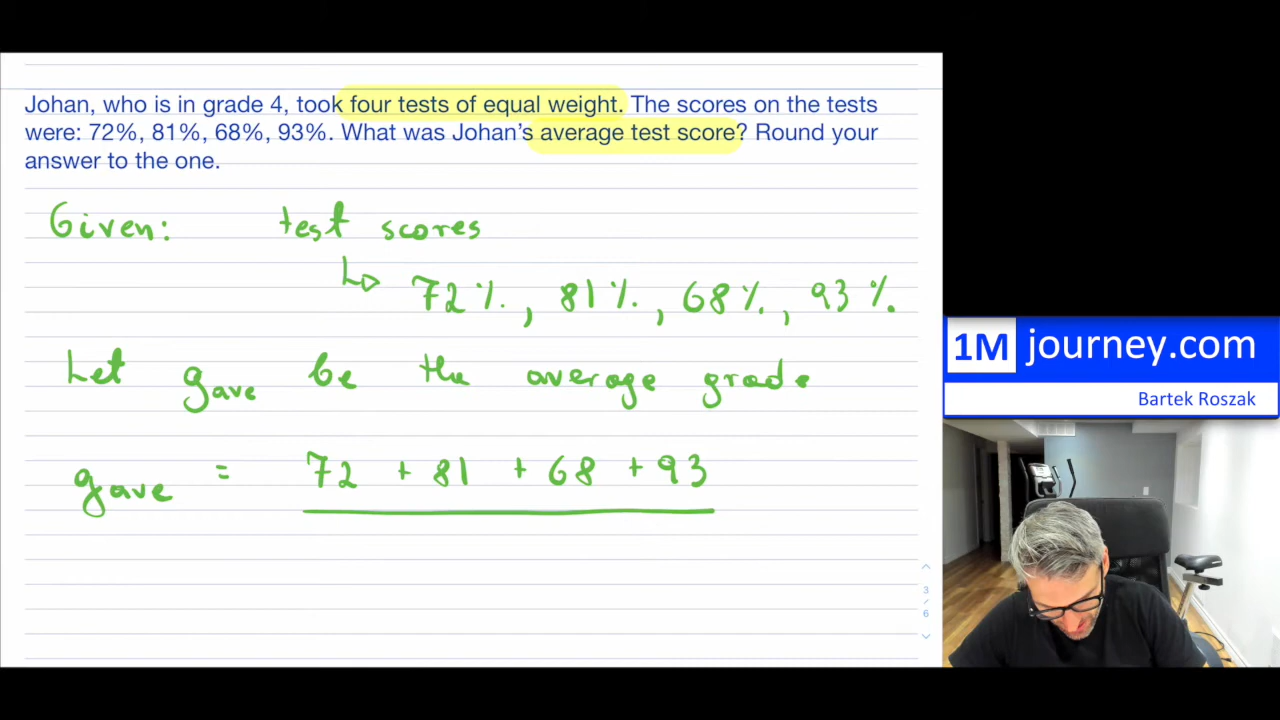 Johan, who is in grade 4, took four tests of equal weight. The scores on the tests
were: 72%, 81%, 68%, 93%. What was Johan's average test score? Round your
answer to the one.
Given: test scores
↳ 72%, 81%, 68%, 93%.
Let gave be the average grade
gave = 72 + 81 + 68 + 93
1M journey.com
Bartek Roszak
3
/
6